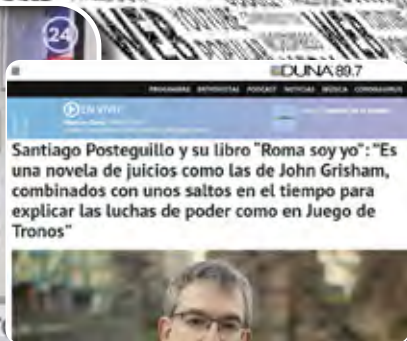 24
WEB
WEB
DUNA 89.7
PROGRAMAS ENTREVISTAS PODCAST NOTICIAS MÚSICA CORONAVIRUS
EN VIVO
Santiago Posteguillo y su libro "Roma soy yo": "Es
una novela de juicios como las de John Grisham,
combinados con unos saltos en el tiempo para
explicar las luchas de poder como en Juego de
Tronos"